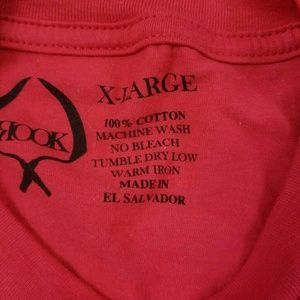 ROOK
X-LARGE
100% COTTON
MACHINE WASH
NO BLEACH
TUMBLE DRY LOW
WARM IRON
MADE IN
EL SALVADOR